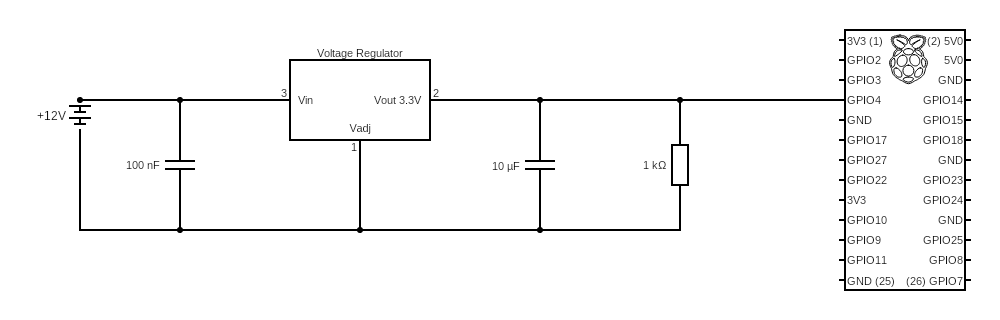 Voltage Regulator
+12V
100 nF
3
Vin
Vout 3.3V
2
Vadj
1
10 µF
1 kΩ
3V3 (1) (2) 5V0
GPIO2 5V0
GPIO3 GND
GPIO4 GPIO14
GND GPIO15
GPIO17 GPIO18
GPIO27 GND
GPIO22 GPIO23
3V3 GPIO24
GPIO10 GND
GPIO9 GPIO25
GPIO11 GPIO8
GND (25) (26) GPIO7